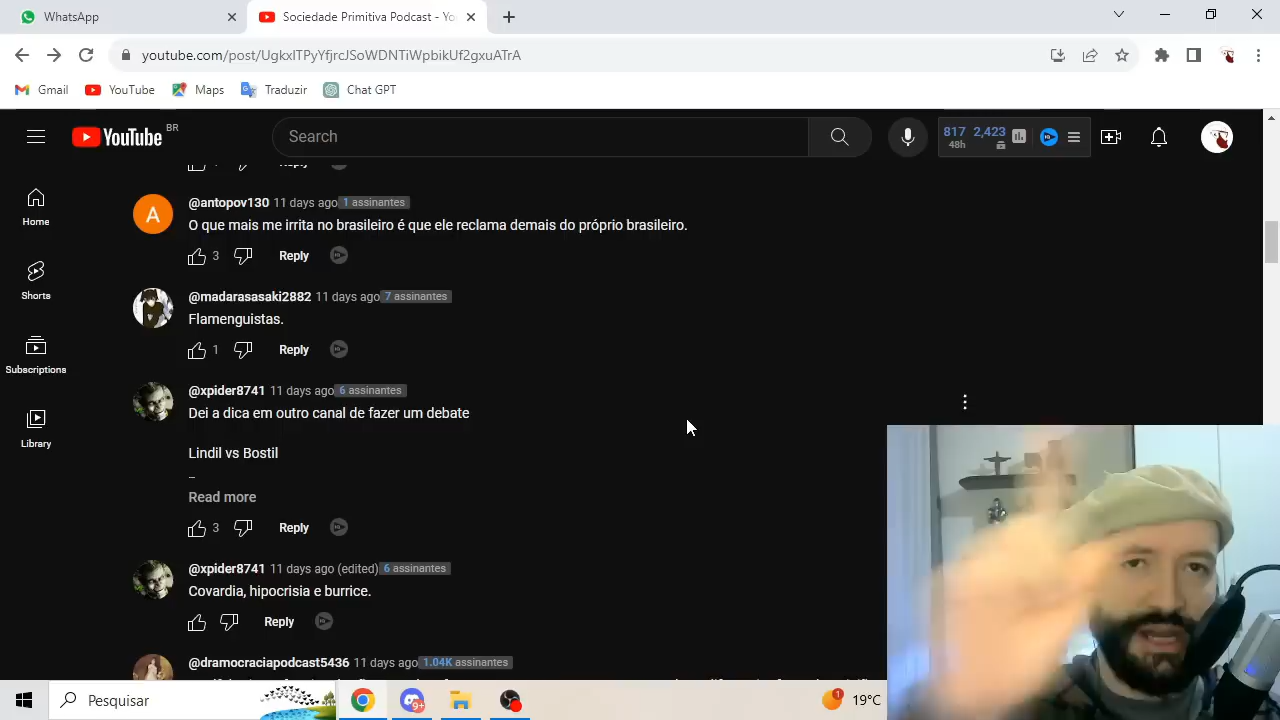 WhatsApp
Sociedade Primitiva Podcast - Yo
youtube.com/post/UgkxITPyYfjrcJSoWDNTiWpbikUf2gxuATrA
Gmail
YouTube
Maps
Traduzir
Chat GPT
YouTube BR
Search
817 2,423
48h
Home
Shorts
Subscriptions
Library
Reply
@antopov130 11 days ago 1 assinantes
O que mais me irrita no brasileiro é que ele reclama demais do próprio brasileiro.
3 Reply
@madarasasaki2882 11 days ago 7 assinantes
Flamenguistas.
1 Reply
@xpider8741 11 days ago 6 assinantes
Dei a dica em outro canal de fazer um debate
Lindil vs Bostil
_
Read more
3 Reply
@xpider8741 11 days ago (edited) 6 assinantes
Covardia, hipocrisia e burrice.
Reply
@dramocraciapodcast5436 11 days ago 1.04K assinantes
Pesquisar
9+
1
19°C